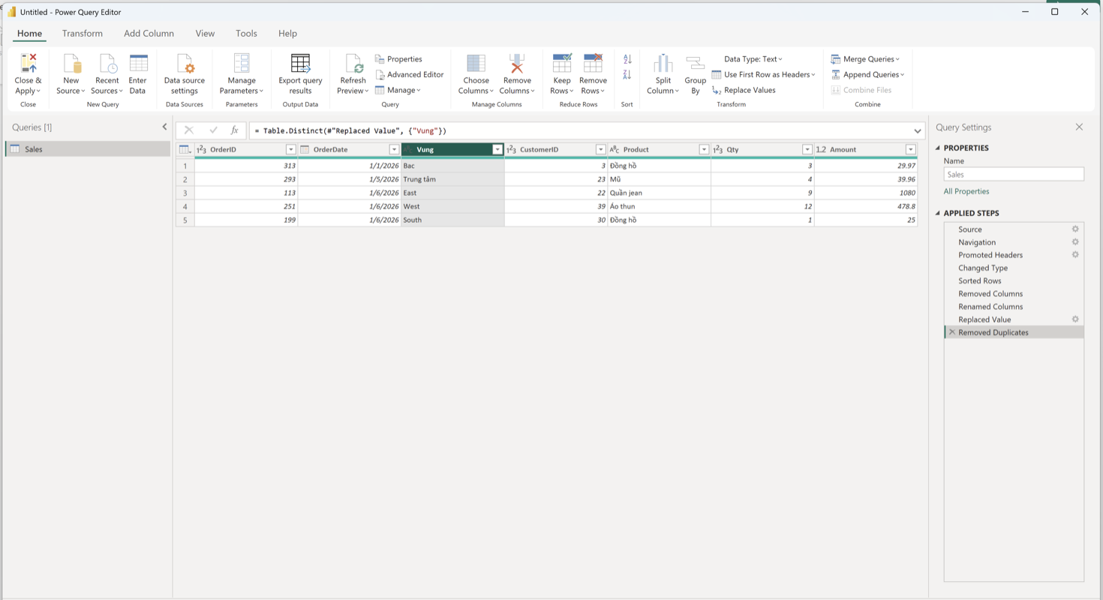 Untitled - Power Query Editor
Home Transform Add Column View Tools Help
Close & Apply
New Source
Recent Sources
Enter Data
Data source settings
Manage Parameters
Export query results
Refresh Preview
Properties
Advanced Editor
Manage
Choose Columns
Remove Columns
Keep Rows
Remove Rows
Split Column
Group By
Data Type: Text
Use First Row as Headers
Replace Values
Merge Queries
Append Queries
Combine Files
Close New Query Data Sources Parameters Output Data Query Manage Columns Reduce Rows Sort Transform Combine
Queries [1]
Sales
fx = Table.Distinct(#"Replaced Value", {"Vung"})
OrderID OrderDate Vung CustomerID Product Qty Amount
1 313 1/1/2026 Bac 3 Đồng hồ 3 29.97
2 293 1/5/2026 Trung tâm 23 Mũ 4 39.96
3 113 1/6/2026 East 22 Quần jean 9 1080
4 251 1/6/2026 West 39 Áo thun 12 478.8
5 199 1/6/2026 South 30 Đồng hồ 1 25
Query Settings
PROPERTIES
Name
Sales
All Properties
APPLIED STEPS
Source
Navigation
Promoted Headers
Changed Type
Sorted Rows
Removed Columns
Renamed Columns
Replaced Value
Removed Duplicates